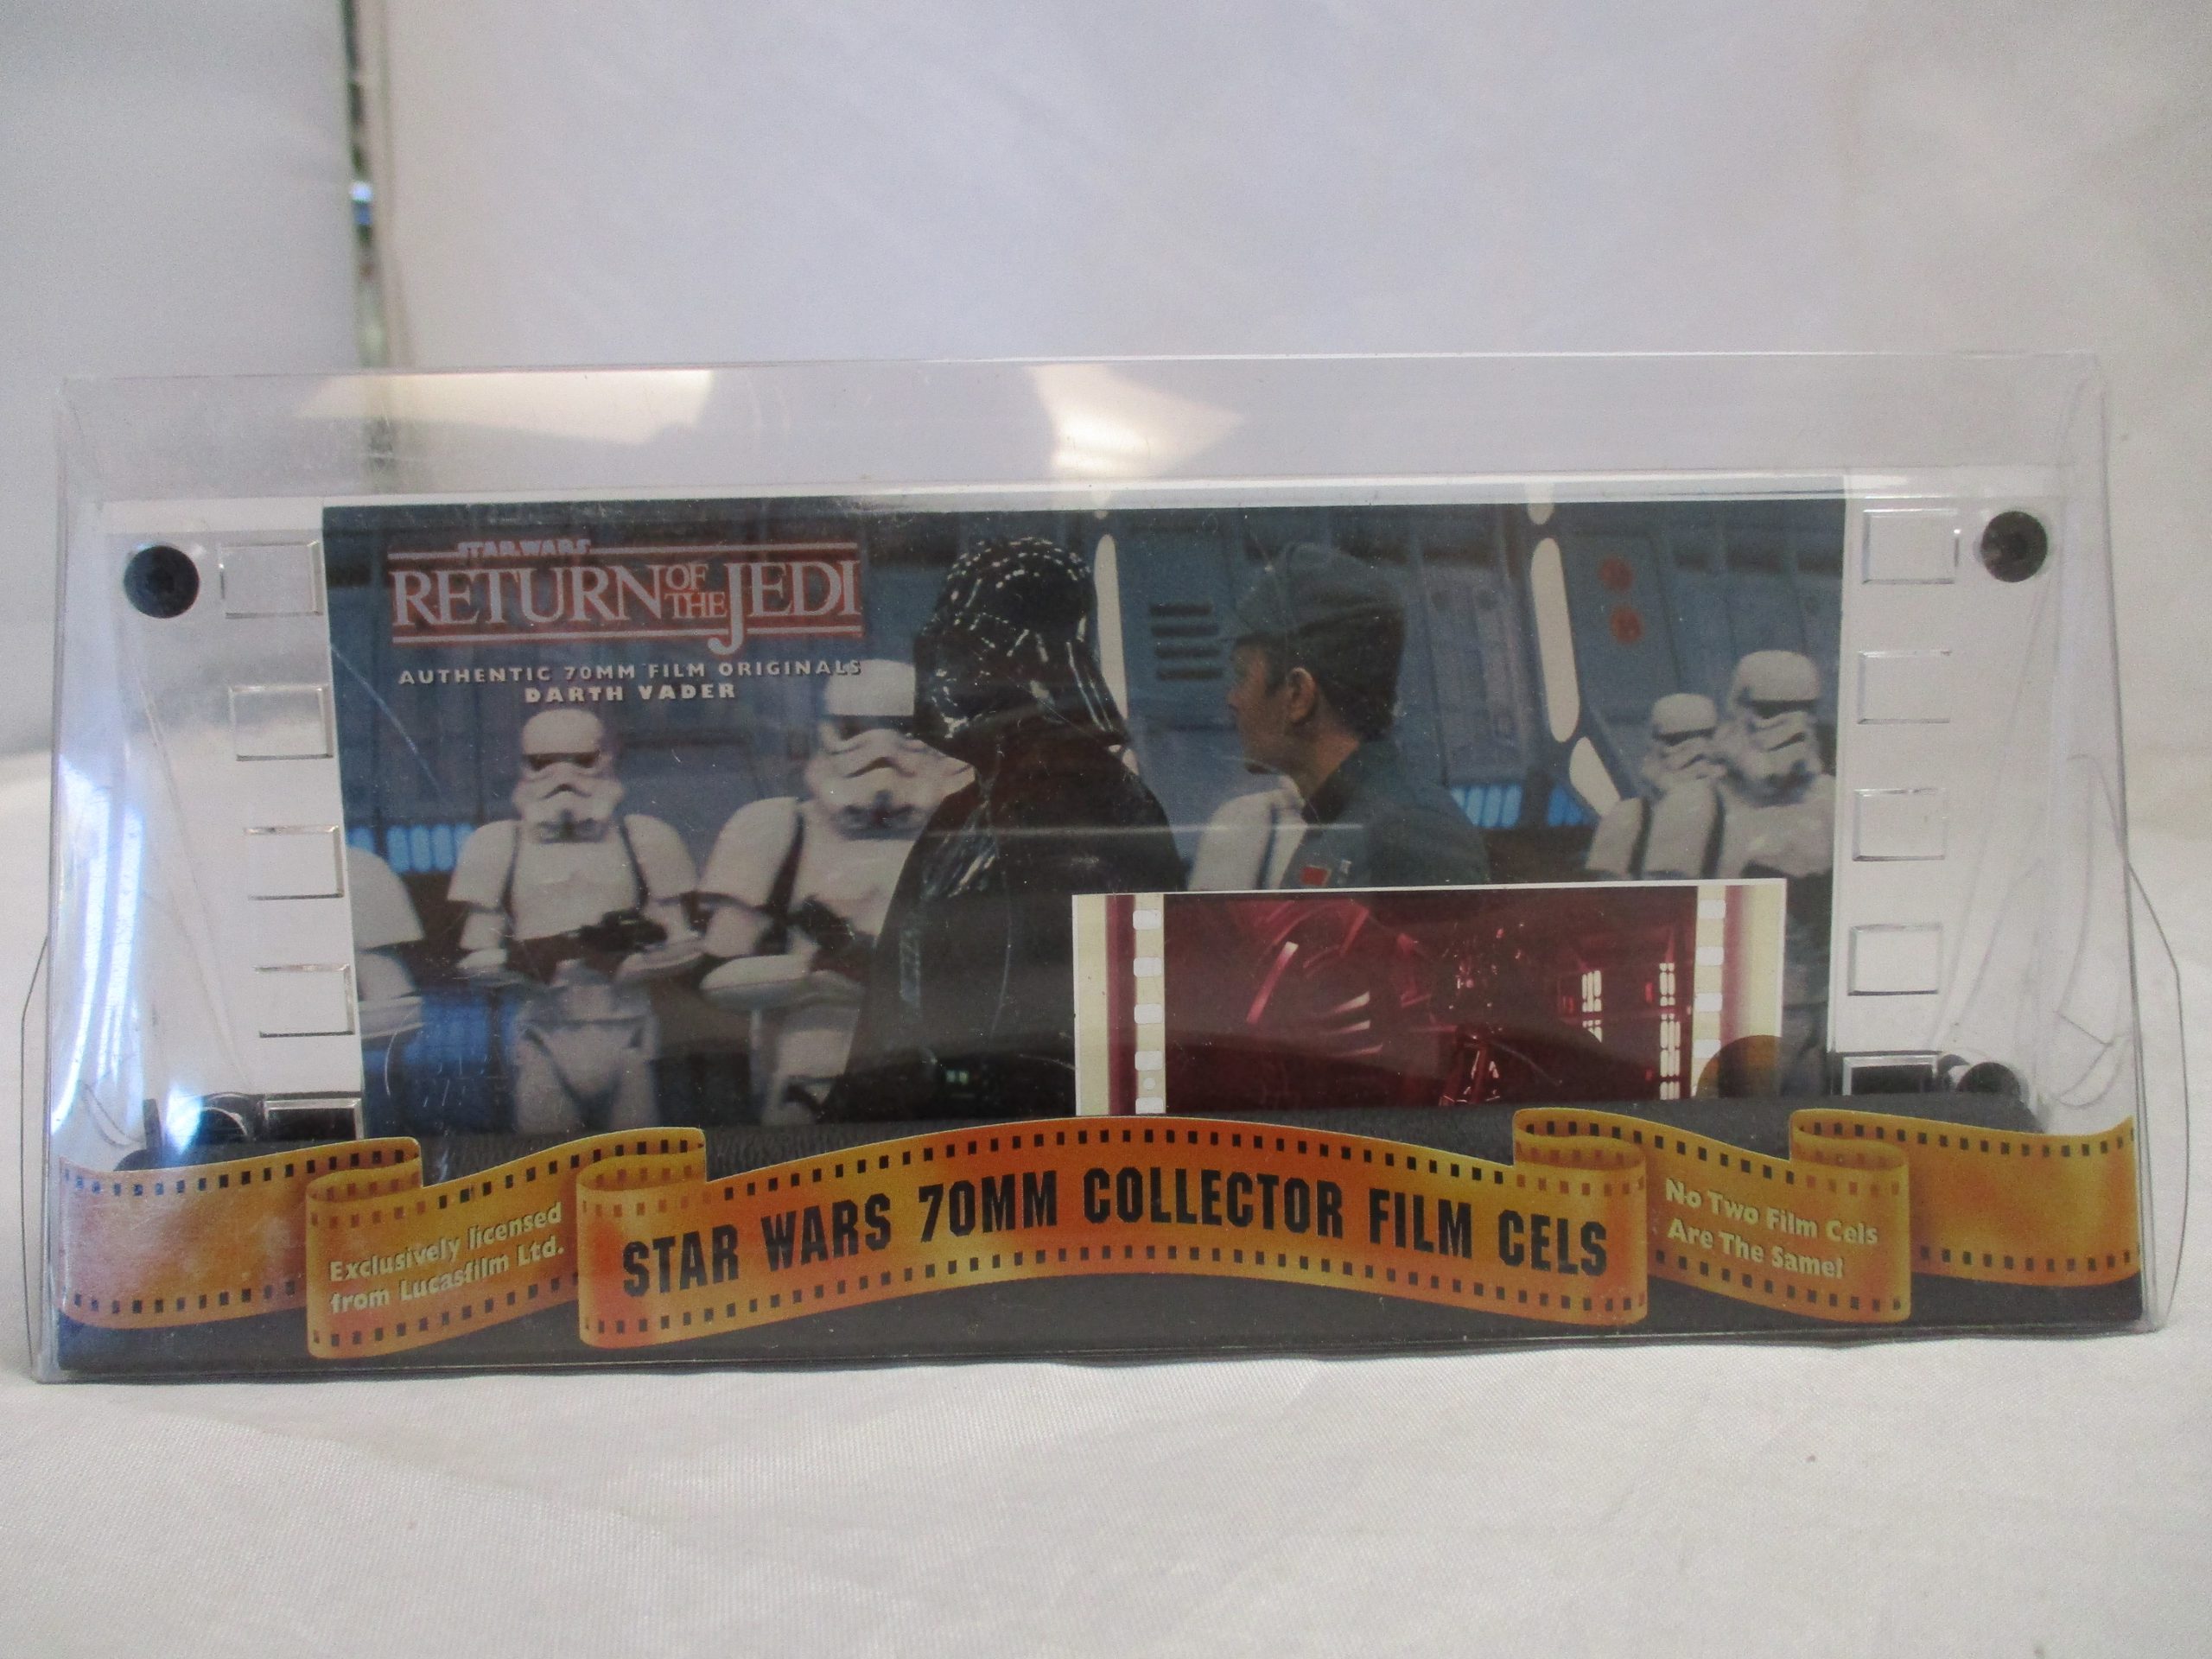 STAR WARS
RETURN OF THE JEDI
AUTHENTIC 70MM FILM ORIGINALS
DARTH VADER
Exclusively licensed
from Lucasfilm Ltd.
STAR WARS 70MM COLLECTOR FILM CELS
No Two Film Cels
Are The Same!